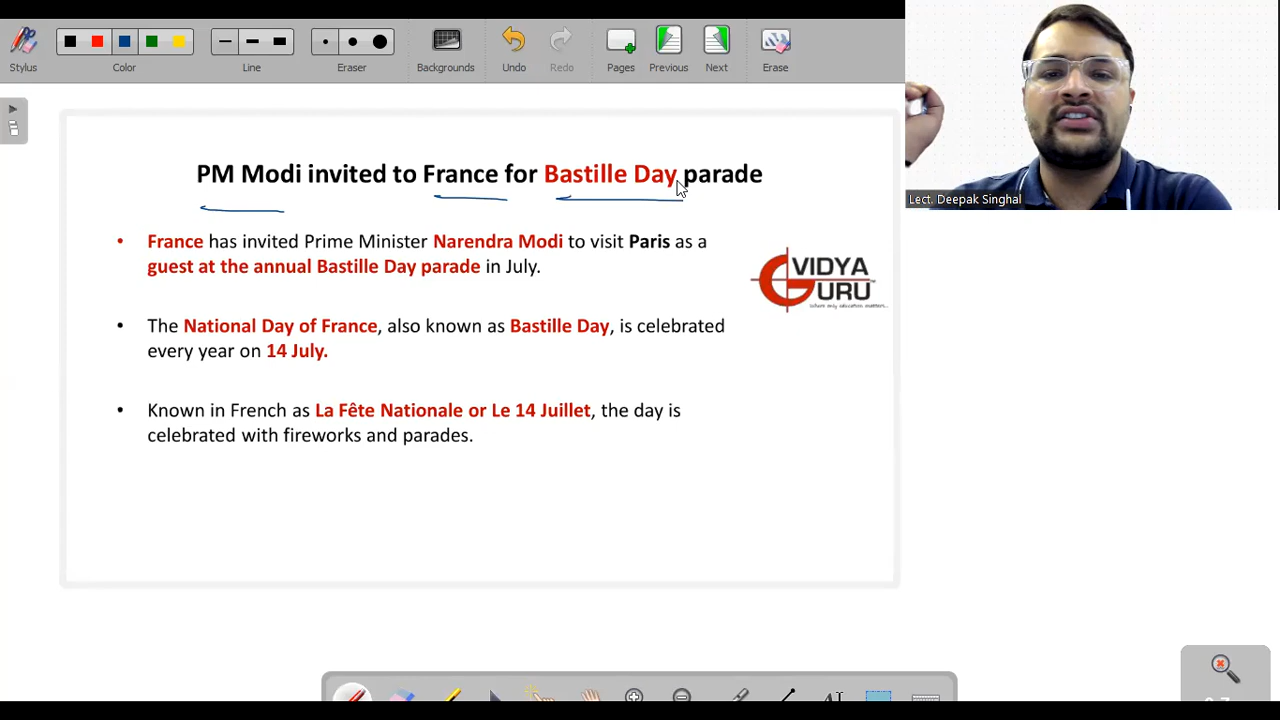 Stylus
Color
Line
Eraser
Backgrounds
Undo
Redo
Pages
Previous
Next
Erase
Lect. Deepak Singhal
PM Modi invited to France for Bastille Day parade
• France has invited Prime Minister Narendra Modi to visit Paris as a
guest at the annual Bastille Day parade in July.
VIDYA
GURU
where only education matters...
• The National Day of France, also known as Bastille Day, is celebrated
every year on 14 July.
• Known in French as La Fête Nationale or Le 14 Juillet, the day is
celebrated with fireworks and parades.